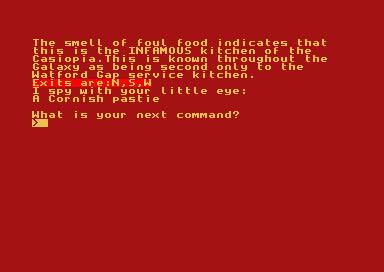 The smell of foul food indicates that
this is the INFAMOUS kitchen of the
Casiopia.This is known throughout the
Galaxy as being second only to the
Watford Gap service kitchen.
Exits are:N,S,W
I spy with your little eye:
A Cornish pastie
What is your next command?
>